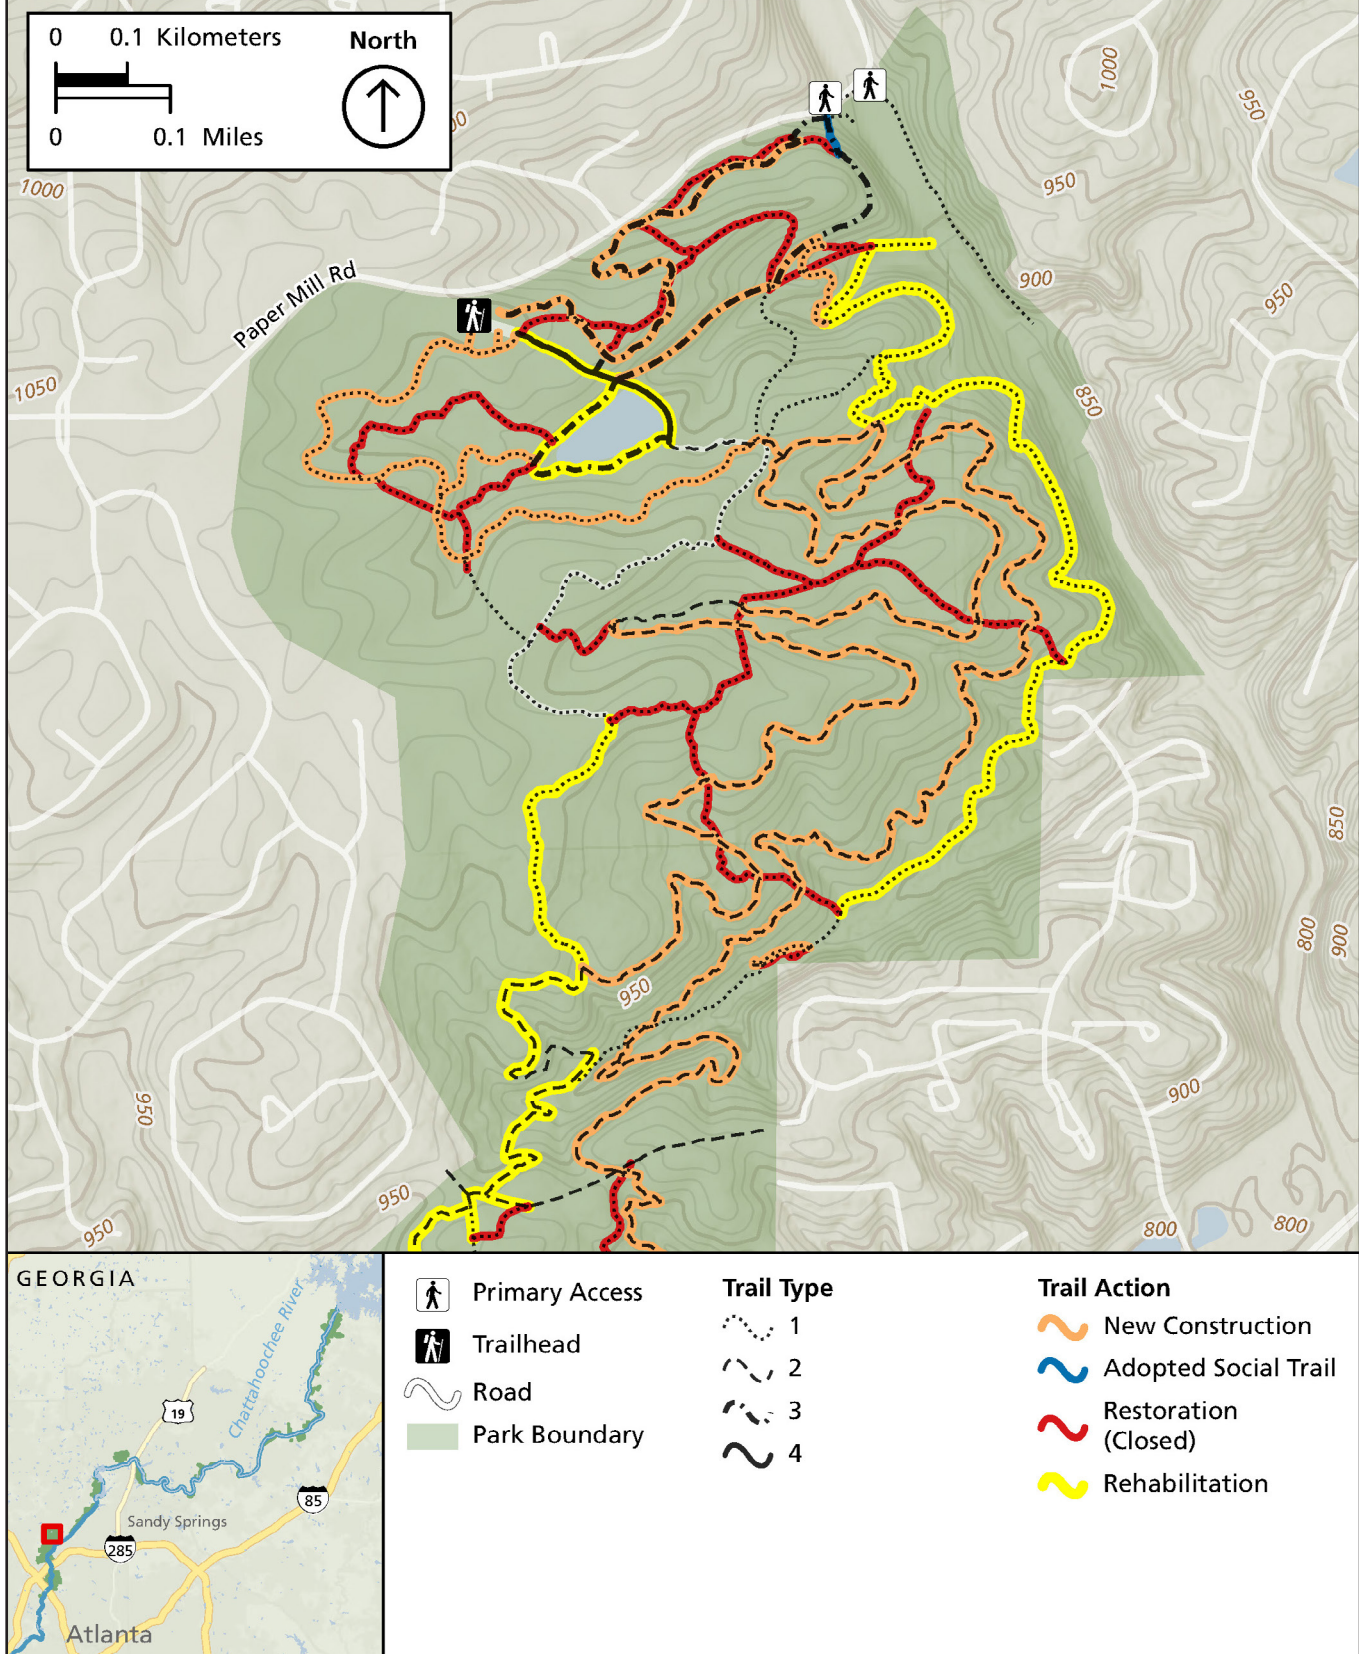 0 0.1 Kilometers
North
0 0.1 Miles
00
1000
1050
Paper Mill Rd
1000
950
950
900
950
850
850
800
900
950
900
950
950
950
800
800
GEORGIA
Chattahoochee River
19
85
Sandy Springs
285
Atlanta
Primary Access
Trailhead
Road
Park Boundary
Trail Type
1
2
3
4
Trail Action
New Construction
Adopted Social Trail
Restoration
(Closed)
Rehabilitation